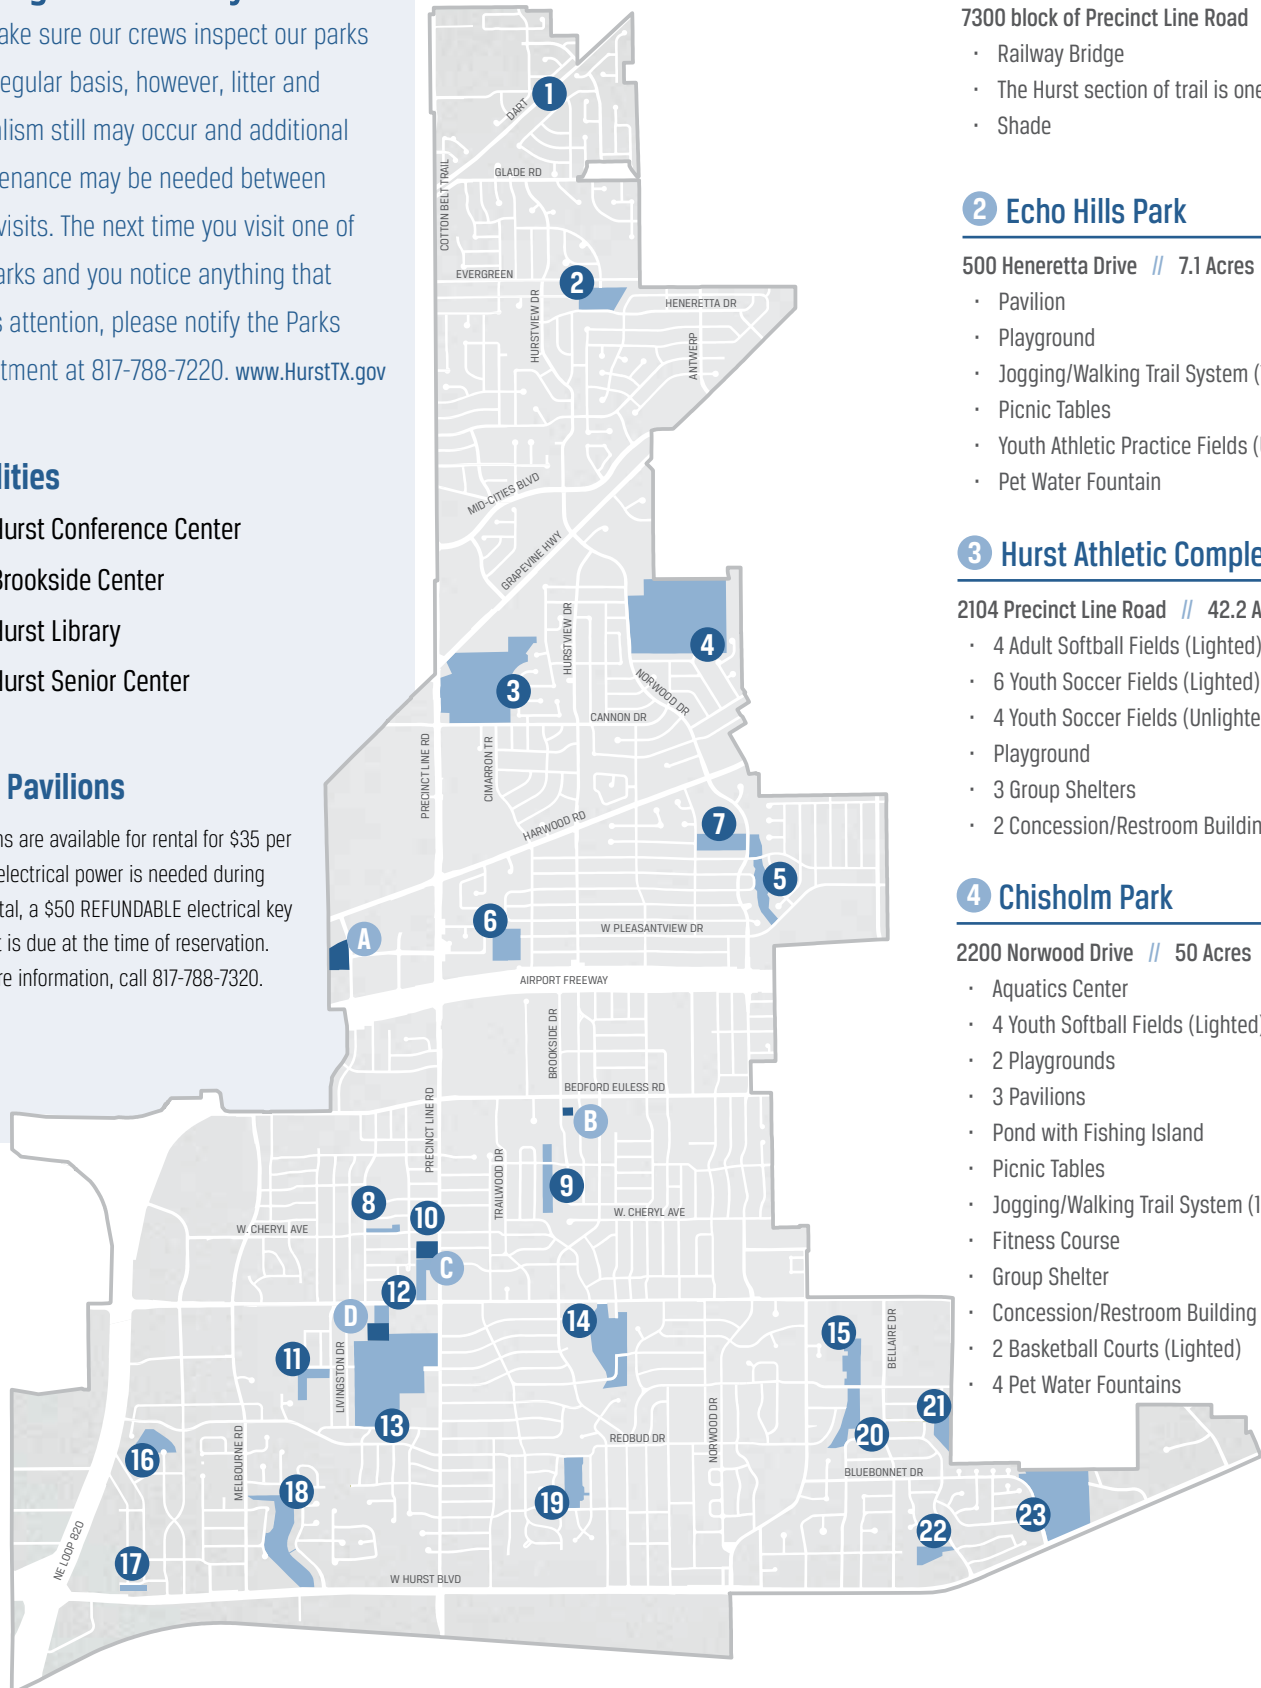 ake sure our crews inspect our parks
egular basis, however, litter and
alism still may occur and additional
enance may be needed between
visits. The next time you visit one of
arks and you notice anything that
s attention, please notify the Parks
tment at 817-788-7220. www.HurstTX.gov
lities
Hurst Conference Center
Brookside Center
Hurst Library
Hurst Senior Center
Pavilions
ns are available for rental for $35 per
electrical power is needed during
tal, a $50 REFUNDABLE electrical key
t is due at the time of reservation.
re information, call 817-788-7320.
1
DART
GLADE RD
COTTON BELT TRAIL
EVERGREEN
2
HENERETTA DR
HURSTVIEW DR
ANTWERP
MID-CITIES BLVD
GRAPEVINE HWY
HURSTVIEW DR
4
3
NORWOOD DR
CANNON DR
PRECINCT LINE RD
CIMARRON TR
HARWOOD RD
7
5
6
A
W PLEASANTVIEW DR
AIRPORT FREEWAY
BROOKSIDE DR
BEDFORD EULESS RD
PRECINCT LINE RD
B
TRAILWOOD DR
9
8
10
W. CHERYL AVE
W. CHERYL AVE
C
12
D
14
15
BELLAIRE DR
11
LIVINGSTON DR
13
NORWOOD DR
21
20
REDBUD DR
16
MELBOURNE RD
BLUEBONNET DR
18
19
23
22
NE LOOP 820
17
W HURST BLVD
7300 block of Precinct Line Road
· Railway Bridge
· The Hurst section of trail is one
· Shade
2 Echo Hills Park
500 Heneretta Drive // 7.1 Acres
· Pavilion
· Playground
· Jogging/Walking Trail System (
· Picnic Tables
· Youth Athletic Practice Fields (
· Pet Water Fountain
3 Hurst Athletic Comple
2104 Precinct Line Road // 42.2 A
· 4 Adult Softball Fields (Lighted)
· 6 Youth Soccer Fields (Lighted)
· 4 Youth Soccer Fields (Unlighte
· Playground
· 3 Group Shelters
· 2 Concession/Restroom Buildin
4 Chisholm Park
2200 Norwood Drive // 50 Acres
· Aquatics Center
· 4 Youth Softball Fields (Lighted)
· 2 Playgrounds
· 3 Pavilions
· Pond with Fishing Island
· Picnic Tables
· Jogging/Walking Trail System (1
· Fitness Course
· Group Shelter
· Concession/Restroom Building
· 2 Basketball Courts (Lighted)
· 4 Pet Water Fountains